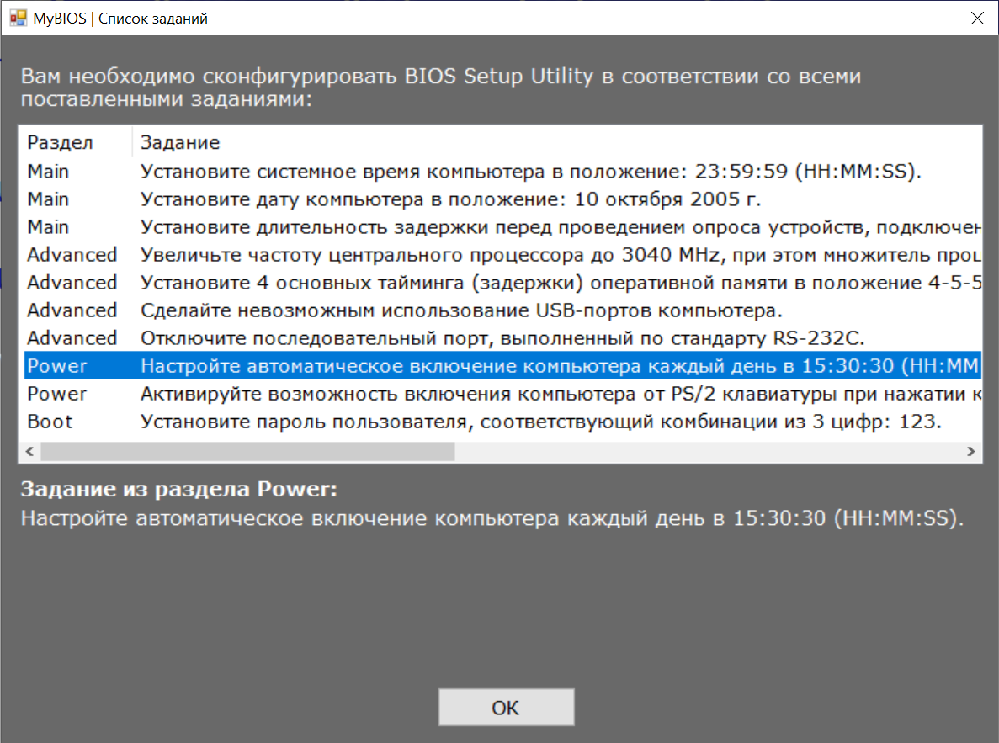 MyBIOS | Список заданий
Вам необходимо сконфигурировать BIOS Setup Utility в соответствии со всеми
поставленными заданиями:
Раздел Задание
Main Установите системное время компьютера в положение: 23:59:59 (HH:MM:SS).
Main Установите дату компьютера в положение: 10 октября 2005 г.
Main Установите длительность задержки перед проведением опроса устройств, подключен
Advanced Увеличьте частоту центрального процессора до 3040 MHz, при этом множитель проц
Advanced Установите 4 основных тайминга (задержки) оперативной памяти в положение 4-5-5
Advanced Сделайте невозможным использование USB-портов компьютера.
Advanced Отключите последовательный порт, выполненный по стандарту RS-232C.
Power Настройте автоматическое включение компьютера каждый день в 15:30:30 (HH:MM
Power Активируйте возможность включения компьютера от PS/2 клавиатуры при нажатии к
Boot Установите пароль пользователя, соответствующий комбинации из 3 цифр: 123.
Задание из раздела Power:
Настройте автоматическое включение компьютера каждый день в 15:30:30 (HH:MM:SS).
ОК